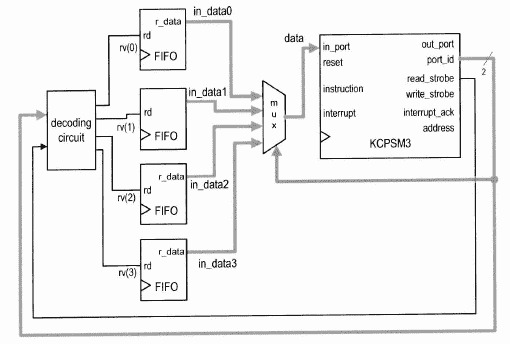 r_data
in_data0
rd
rv(0)
FIFO
data
in_port
out_port
reset
port_id
2
read_strobe
instruction
write_strobe
interrupt
interrupt_ack
address
KCPSM3
decoding
circuit
r_data
in_data1
rd
rv(1)
FIFO
mux
r_data
in_data2
rd
rv(2)
FIFO
r_data
in_data3
rd
rv(3)
FIFO